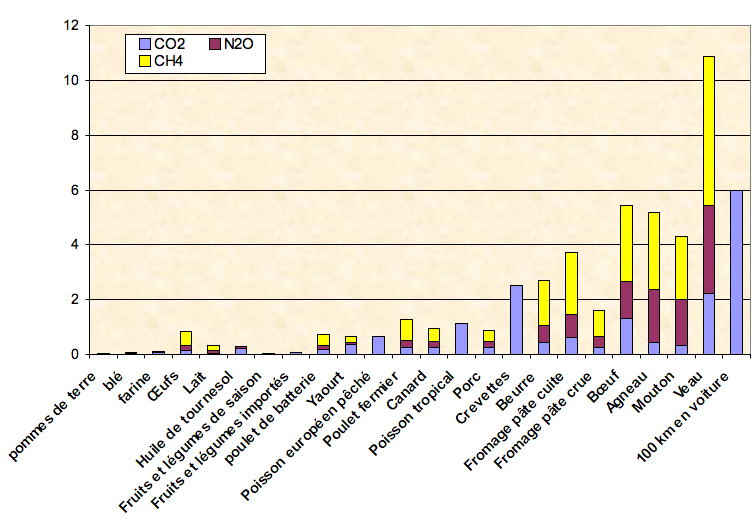 12
10
8
6
4
2
0
CO2
N2O
CH4
pommes de terre
blé
farine
Œufs
Lait
Huile de tournesol
Fruits et légumes de saison
Fruits et légumes importés
poulet de batterie
Yaourt
Poisson européen pêché
Poulet fermier
Canard
Poisson tropical
Porc
Crevettes
Beurre
Fromage pâte cuite
Fromage pâte crue
Bœuf
Agneau
Mouton
Veau
100 km en voiture